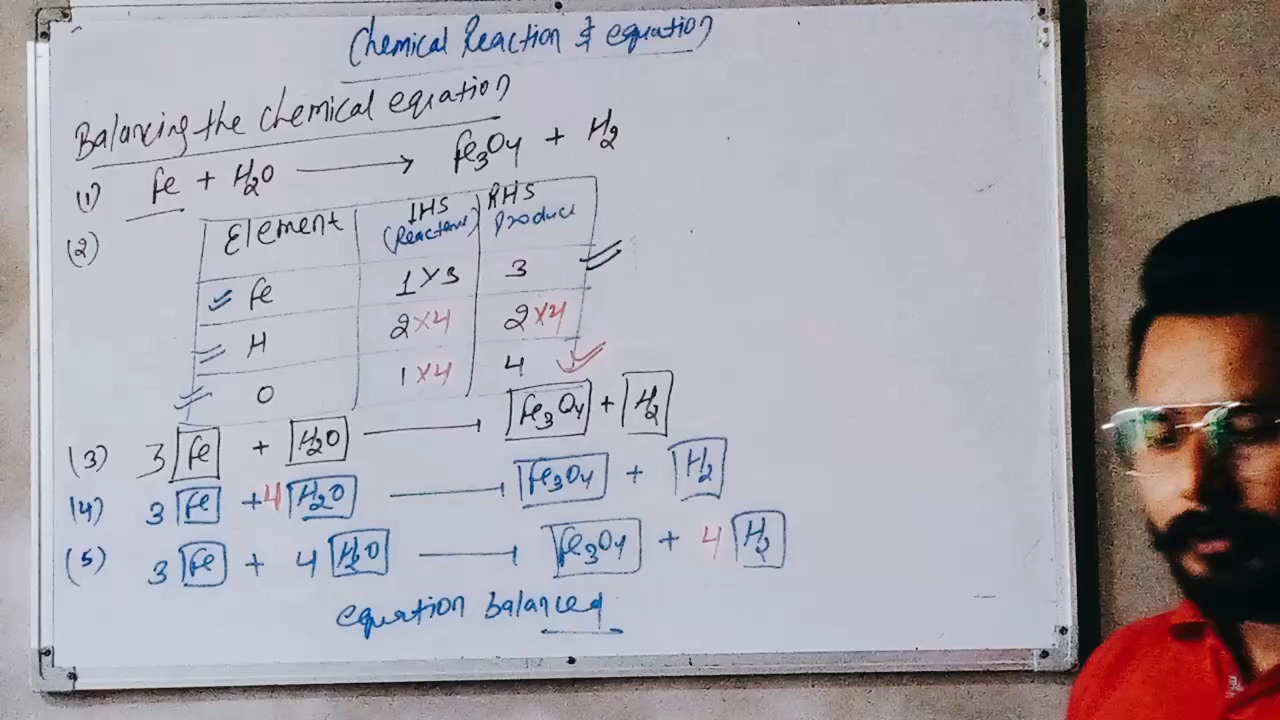 Chemical Reaction & equation
Balancing the chemical equation
(1) Fe + H2O → Fe3O4 + H2
(2) Element LHS (Reactans) RHS Produce
Fe 1×3 3
H 2×4 2×4
O 1×4 4
(3) 3 Fe + H2O → Fe3O4 + H2
(4) 3 Fe + 4 H2O → Fe3O4 + H2
(5) 3 Fe + 4 H2O → Fe3O4 + 4 H2
equation balanced